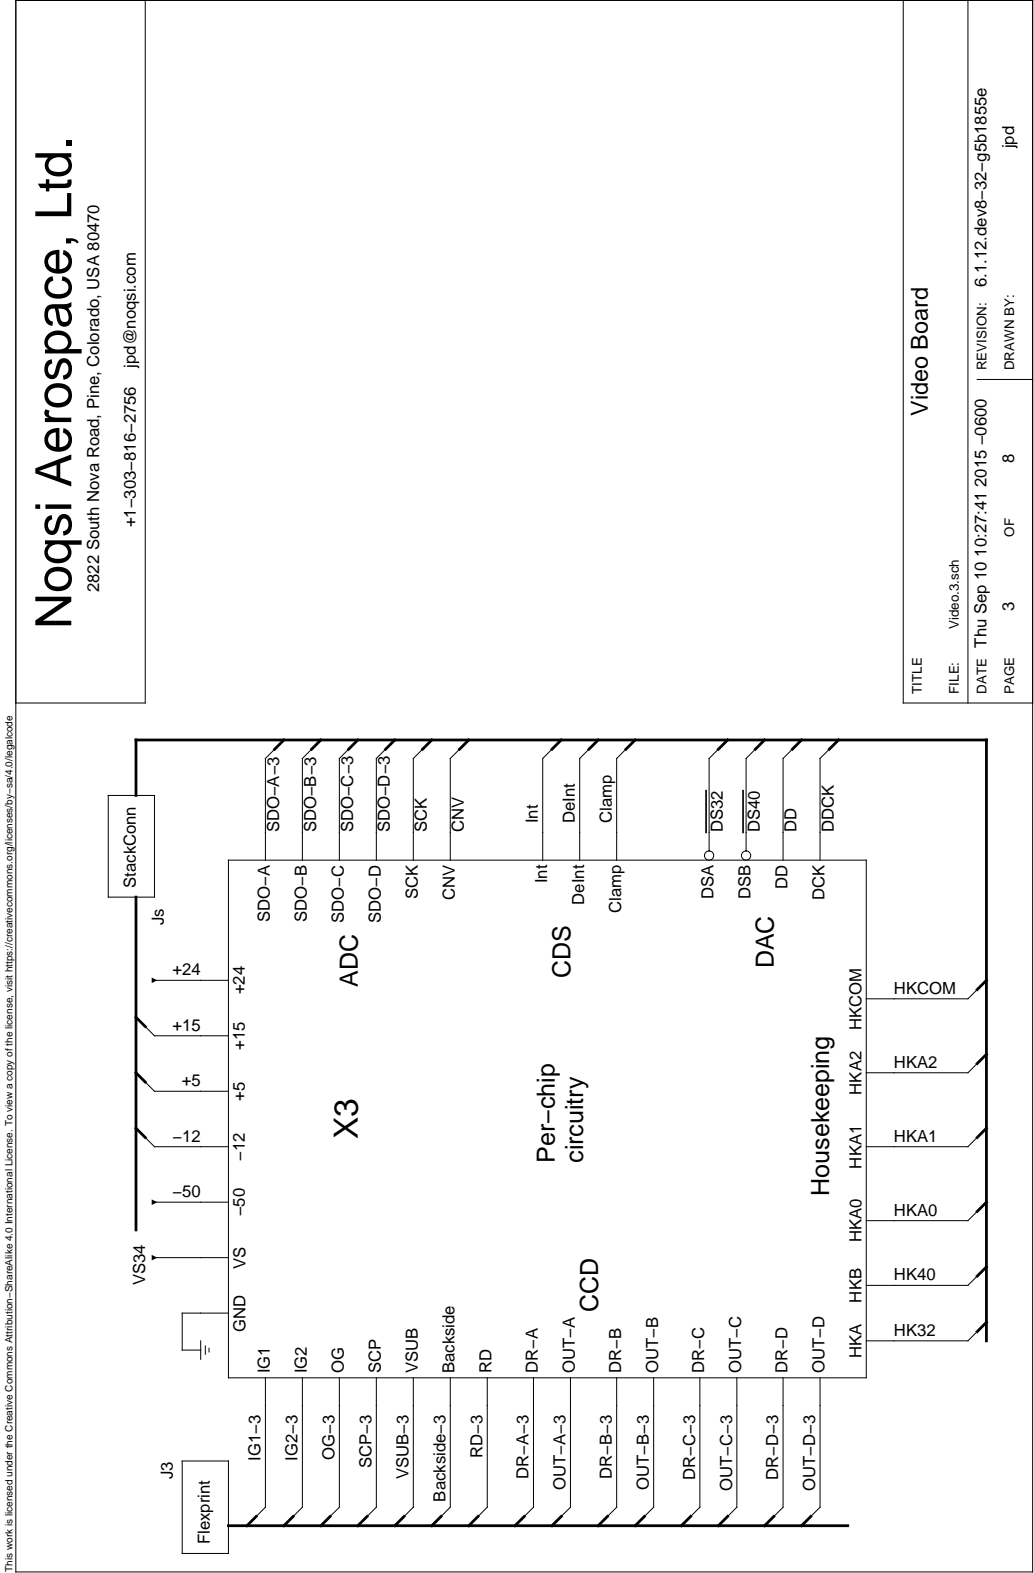 Noqsi Aerospace, Ltd.
2822 South Nova Road, Pine, Colorado, USA 80470
+1−303−816−2756 jpd@noqsi.com
This work is licensed under the Creative Commons Attribution−ShareAlike 4.0 International License. To view a copy of the license, visit https://creativecommons.org/licenses/by−sa/4.0/legalcode
J3
Flexprint
StackConn
Js
VS34
−50
−12
+5
+15
+24
GND
VS
−50
−12
+5
+15
+24
IG1−3
IG1
IG2−3
IG2
OG−3
OG
SCP−3
SCP
VSUB−3
VSUB
Backside−3
Backside
RD−3
RD
DR−A−3
DR−A
OUT−A−3
OUT−A
DR−B−3
DR−B
OUT−B−3
OUT−B
DR−C−3
DR−C
OUT−C−3
OUT−C
DR−D−3
DR−D
OUT−D−3
OUT−D
CCD
X3
Per−chip
circuitry
ADC
SDO−A
SDO−A−3
SDO−B
SDO−B−3
SDO−C
SDO−C−3
SDO−D
SDO−D−3
SCK
SCK
CNV
CNV
CDS
Int
Int
DeInt
DeInt
Clamp
Clamp
DAC
DSA
DS32
DSB
DS40
DD
DD
DCK
DDCK
Housekeeping
HKA
HKB
HKA0
HKA1
HKA2
HKCOM
HK32
HK40
HKA0
HKA1
HKA2
HKCOM
TITLE
Video Board
FILE: Video.3.sch
DATE Thu Sep 10 10:27:41 2015 −0600
REVISION: 6.1.12.dev8−32−g5b1855e
PAGE 3 OF 8
DRAWN BY: jpd